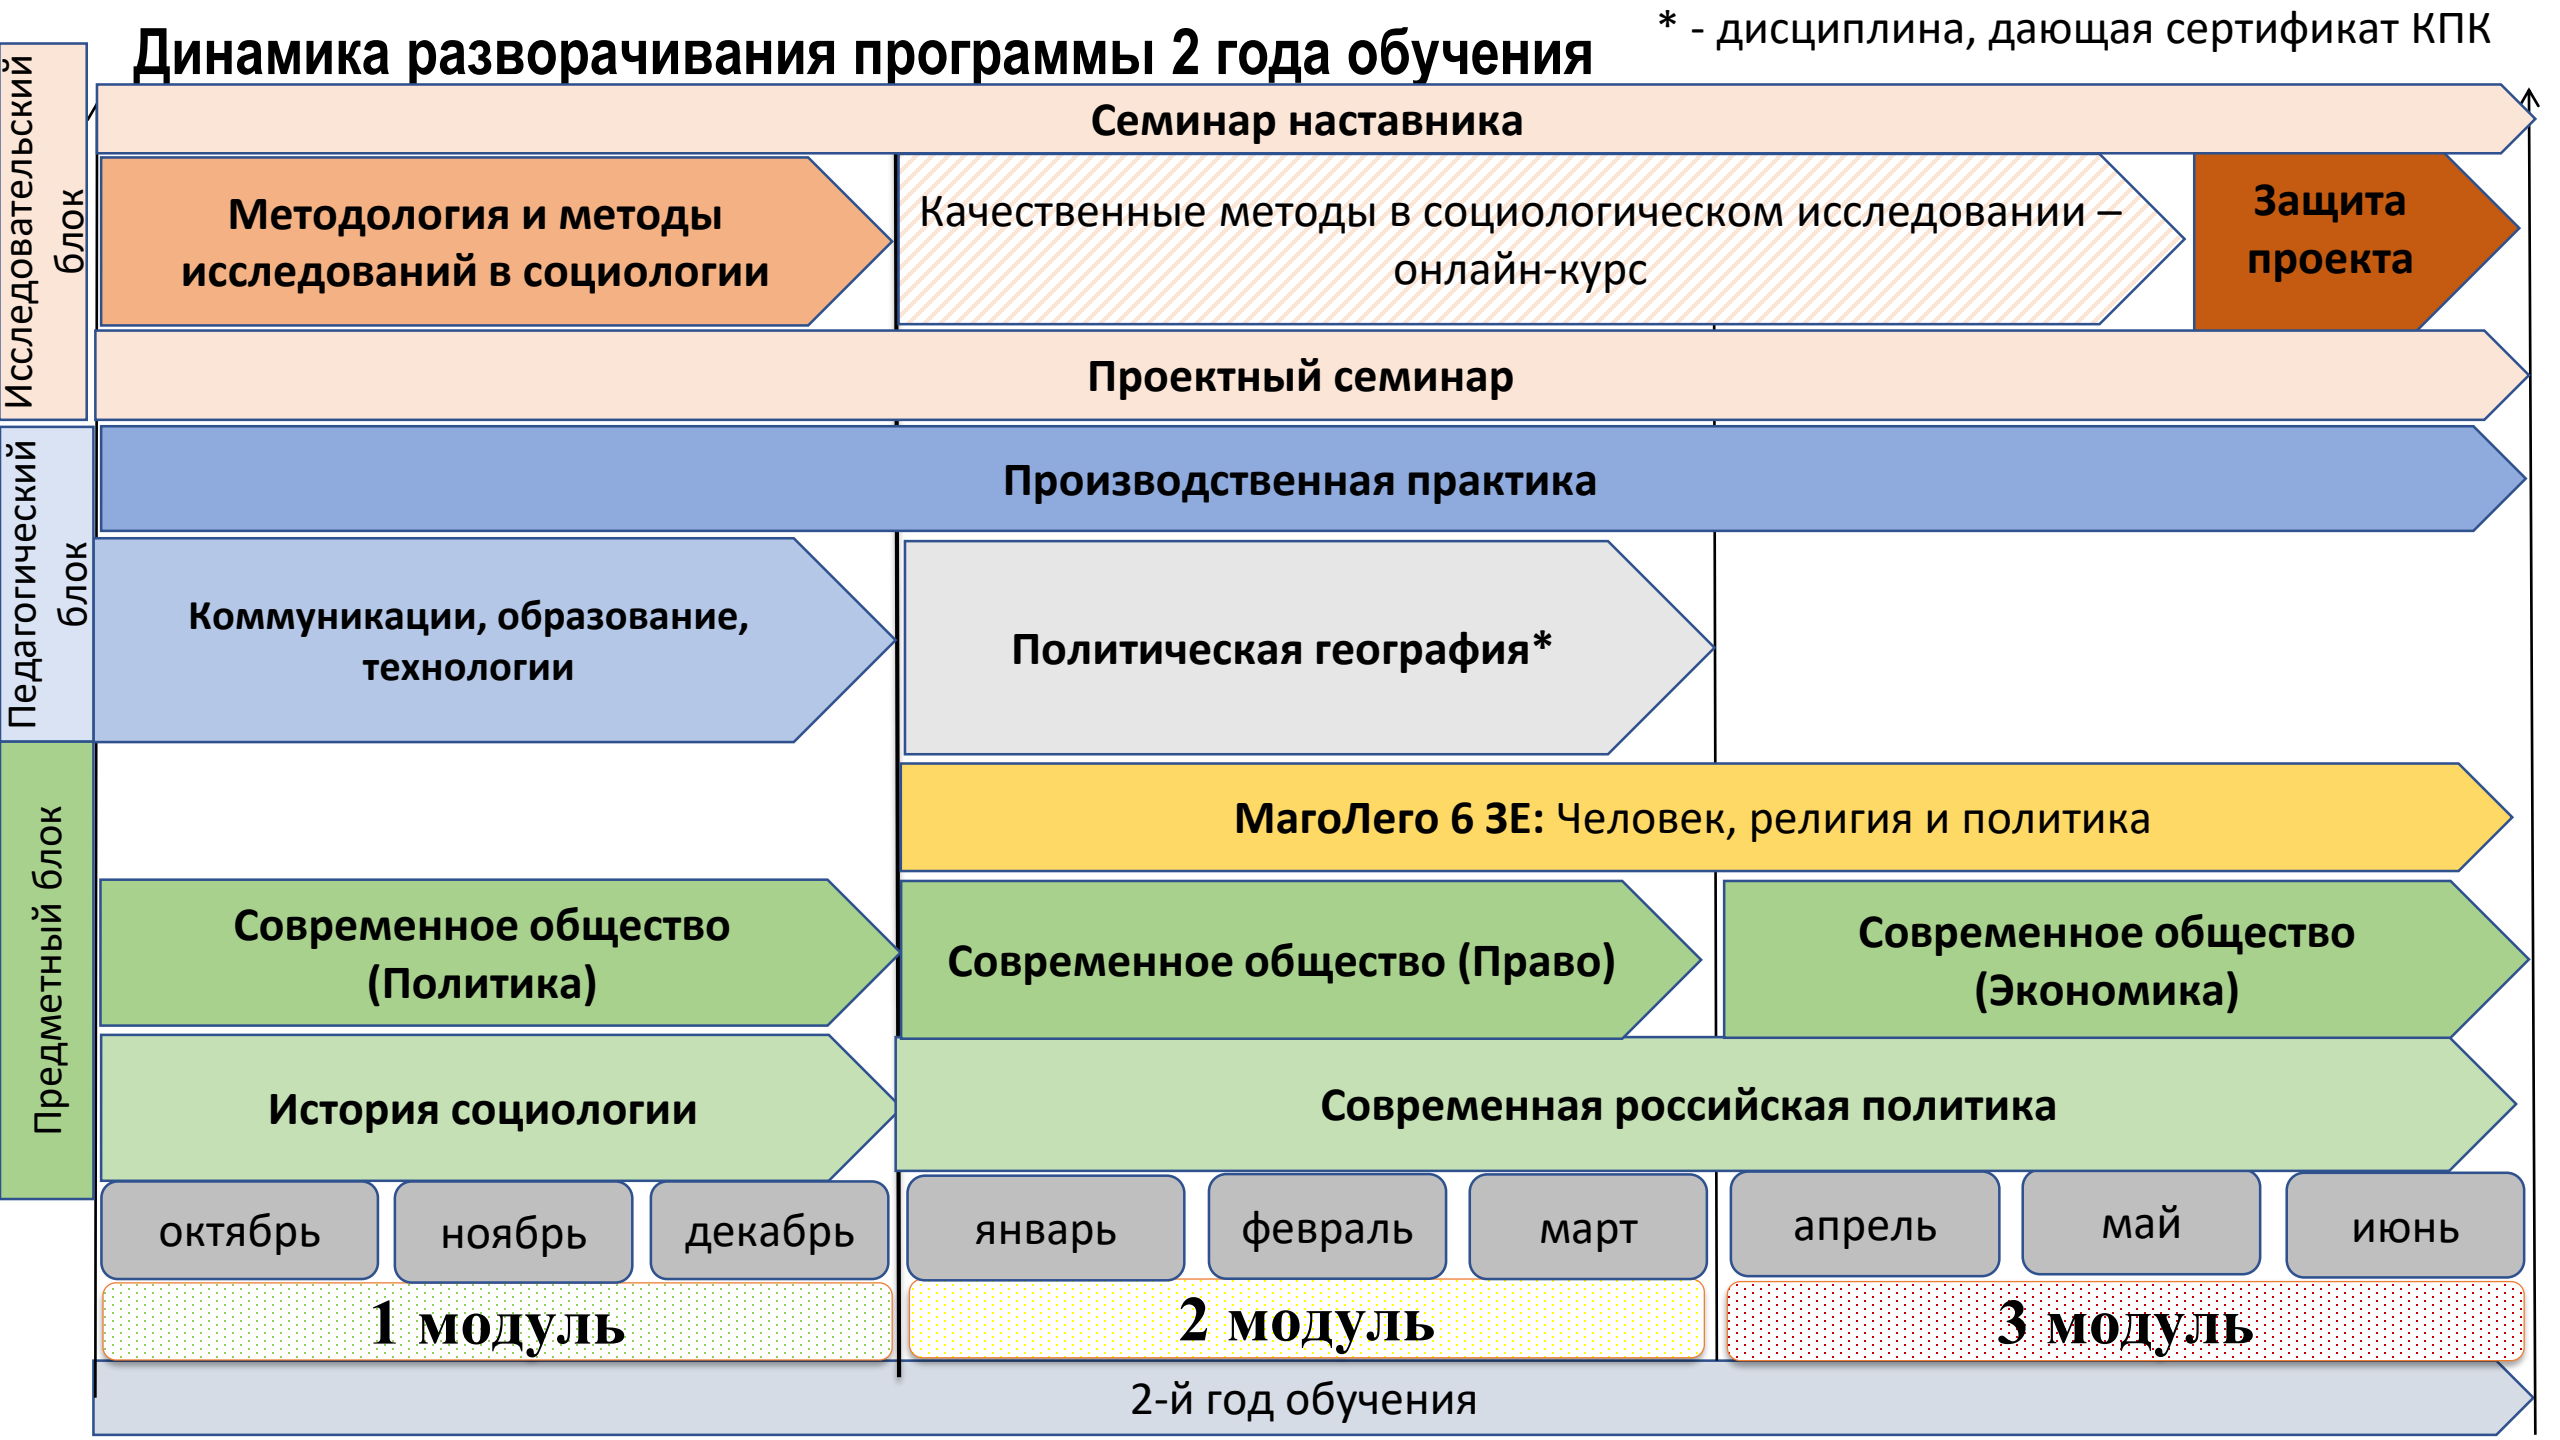 Динамика разворачивания программы 2 года обучения
* - дисциплина, дающая сертификат КПК
Исследовательский
блок
Семинар наставника
Методология и методы
исследований в социологии
Качественные методы в социологическом исследовании –
онлайн-курс
Защита
проекта
Проектный семинар
Педагогический
блок
Производственная практика
Коммуникации, образование,
технологии
Политическая география*
Предметный блок
МагоЛего 6 ЗЕ: Человек, религия и политика
Современное общество
(Политика)
Современное общество (Право)
Современное общество
(Экономика)
История социологии
Современная российская политика
октябрь
ноябрь
декабрь
январь
февраль
март
апрель
май
июнь
1 модуль
2 модуль
3 модуль
2-й год обучения